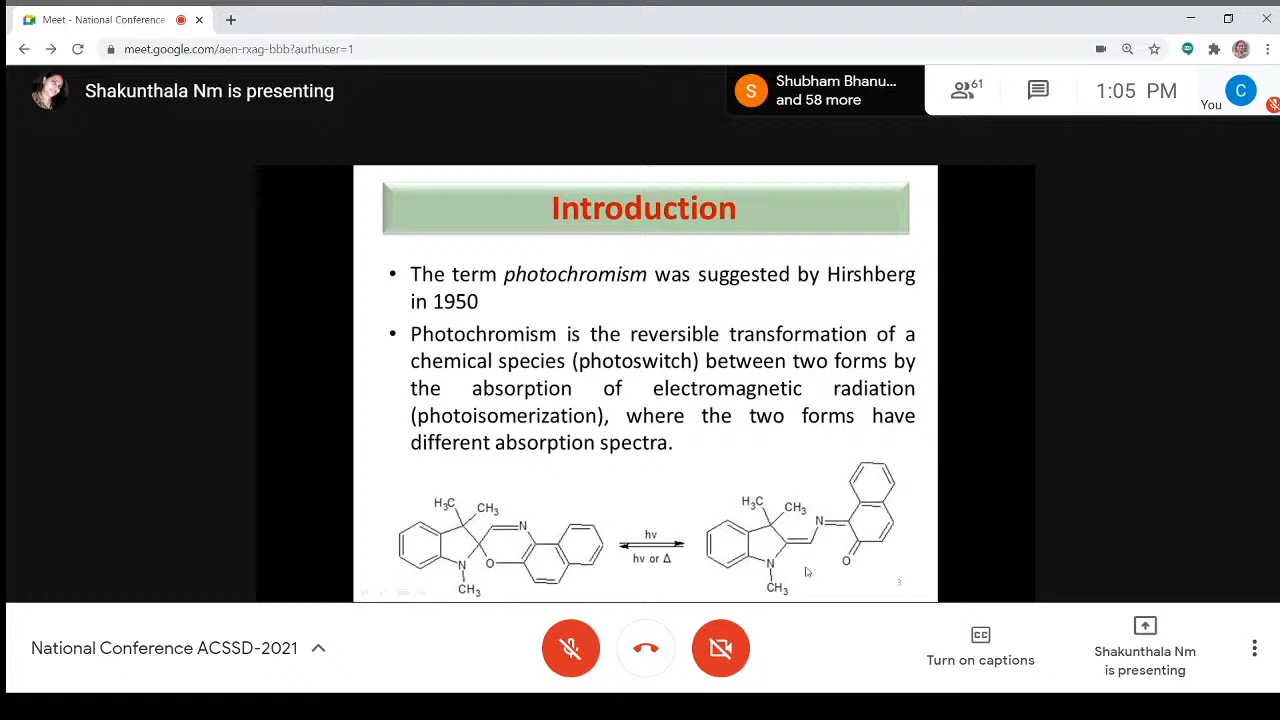 Meet - National Conference
meet.google.com/aen-rxag-bbb?authuser=1
Shakunthala Nm is presenting
S
Shubham Bhanu...
and 58 more
61
1:05 PM
You
C
Introduction
• The term photochromism was suggested by Hirshberg
in 1950
• Photochromism is the reversible transformation of a
chemical species (photoswitch) between two forms by
the absorption of electromagnetic radiation
(photoisomerization), where the two forms have
different absorption spectra.
H₃C CH₃ N
N O
CH₃
hv
hv or Δ
H₃C CH₃ N
N O
CH₃
3
National Conference ACSSD-2021
Turn on captions
Shakunthala Nm
is presenting